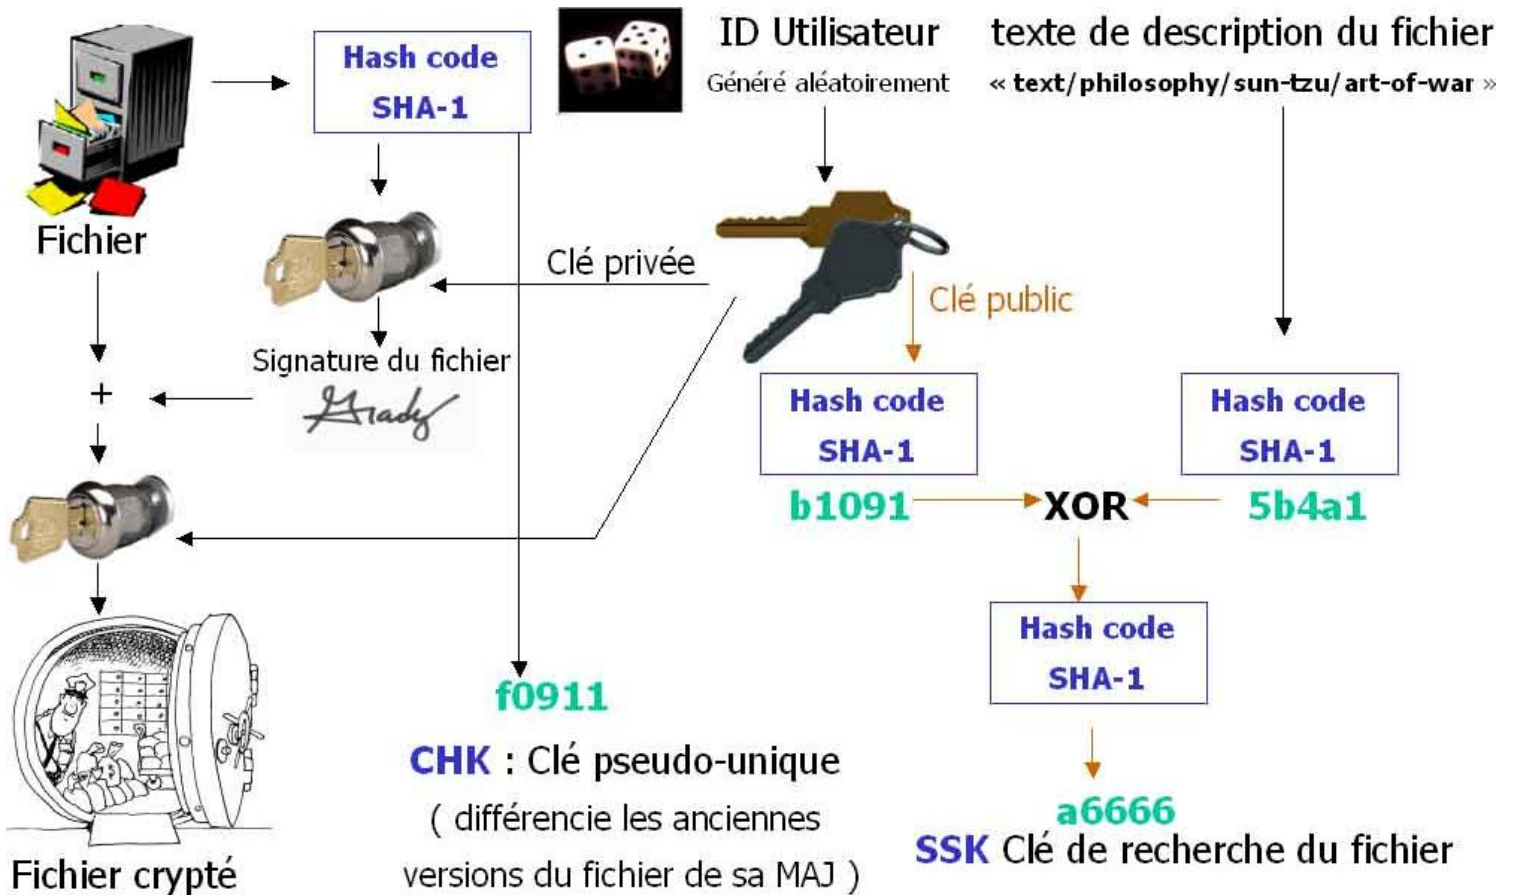 Hash code
SHA-1
ID Utilisateur
Généré aléatoirement
texte de description du fichier
« text/philosophy/sun-tzu/art-of-war »
Fichier
Clé privée
Clé public
Signature du fichier
Grady
+
Hash code
SHA-1
Hash code
SHA-1
b1091
XOR
5b4a1
Hash code
SHA-1
f0911
CHK : Clé pseudo-unique
( différencie les anciennes
versions du fichier de sa MAJ )
a6666
SSK Clé de recherche du fichier
Fichier crypté